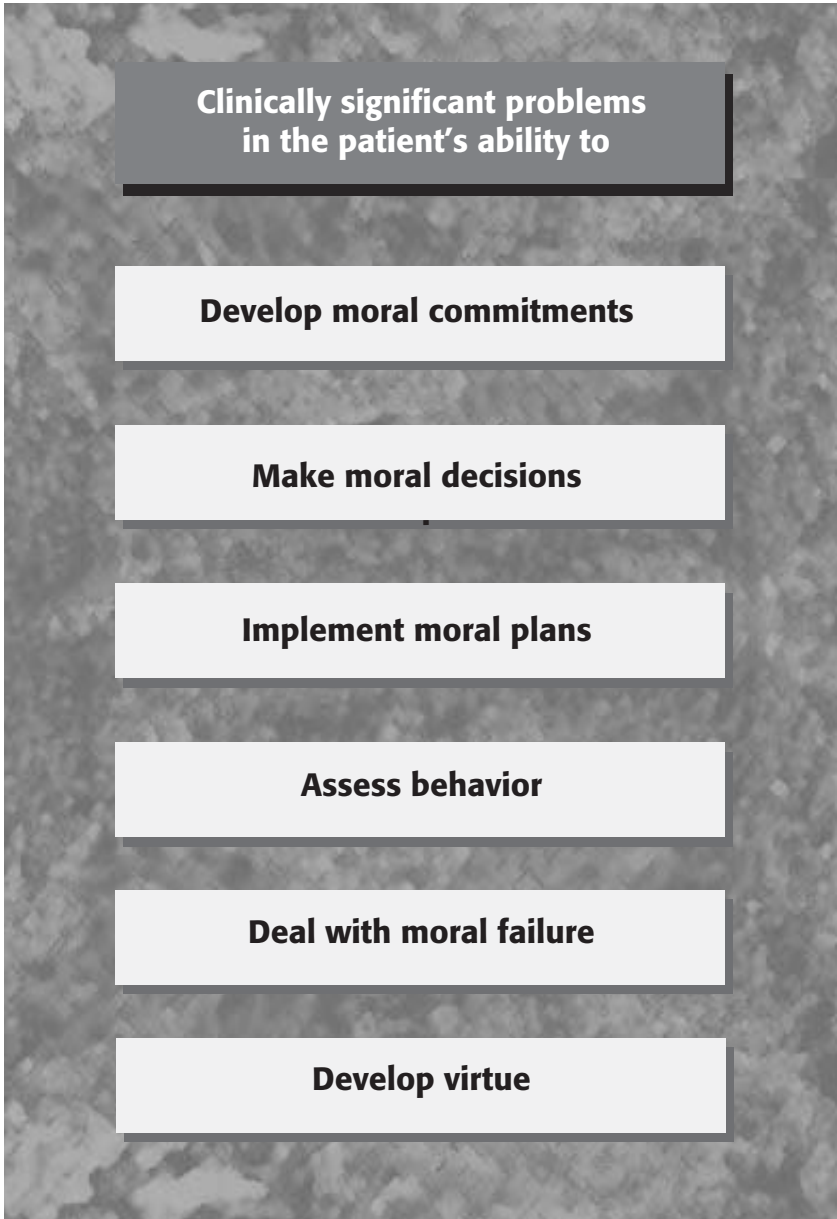 Clinically significant problems
in the patient's ability to
Develop moral commitments
Make moral decisions
Implement moral plans
Assess behavior
Deal with moral failure
Develop virtue